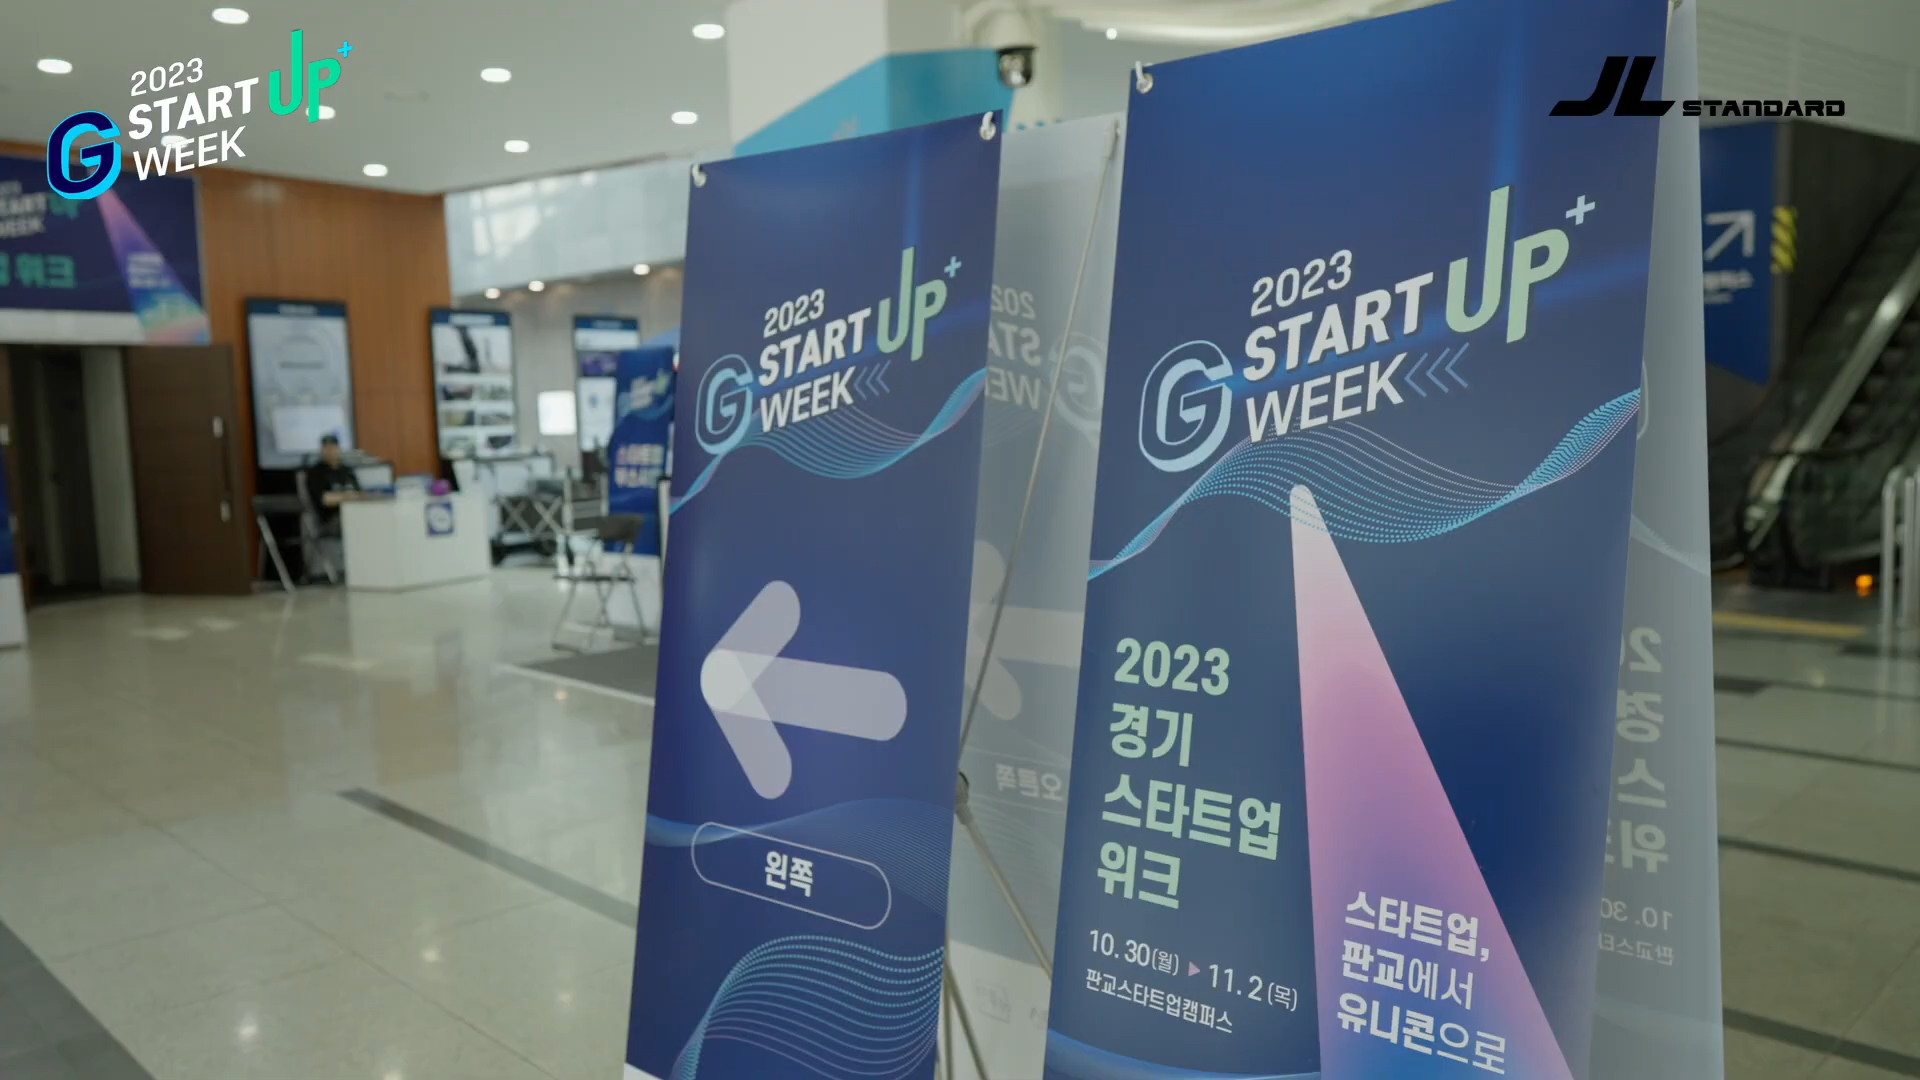 2023
START UP+
G WEEK
JL STANDARD
2023
START UP+
G WEEK
왼쪽
2023
START UP+
G WEEK
2023
경기
스타트업
위크
10. 30(월) ▶ 11. 2(목)
판교스타트업캠퍼스
스타트업,
판교에서
유니콘으로